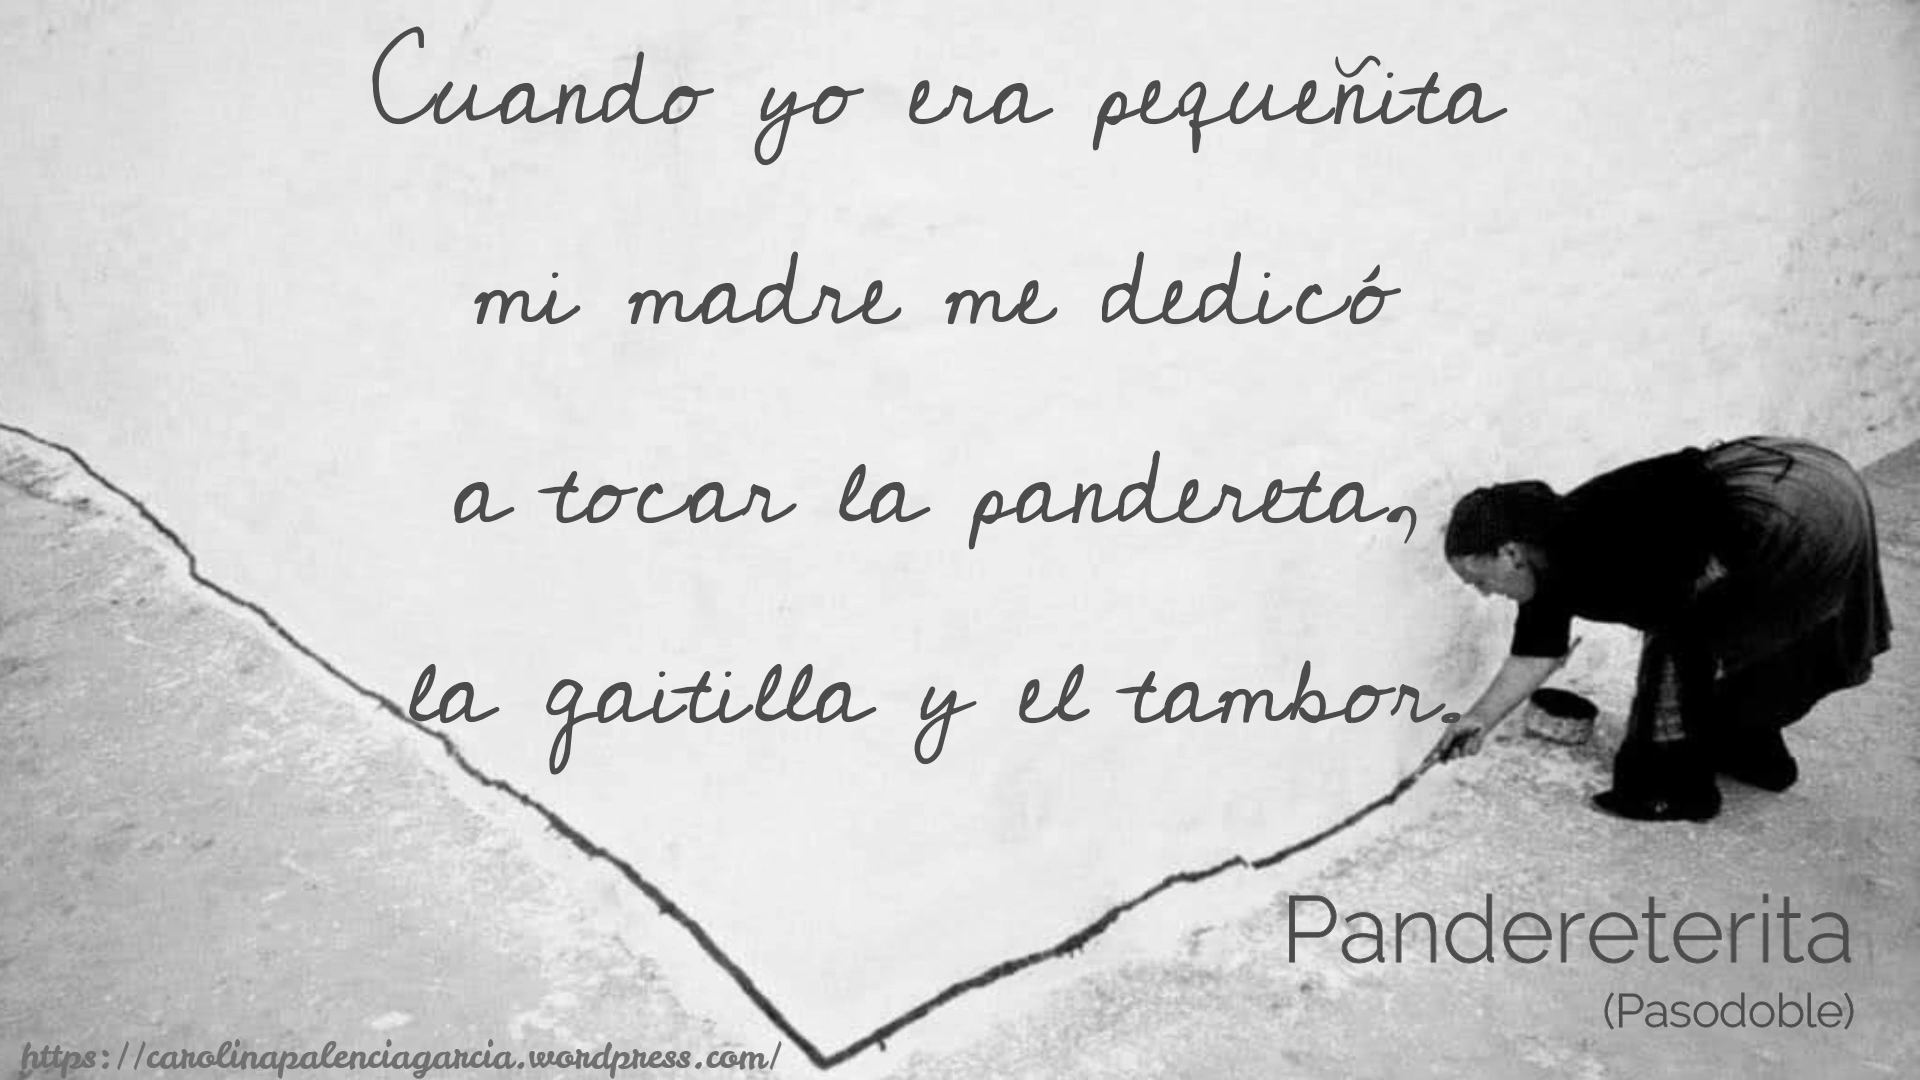 Cuando yo era pequeñita
mi madre me dedicó
a tocar la pandereta,
la gaitilla y el tambor.
Pandereterita
(Pasodoble)
https://carolinapalenciagarcia.wordpress.com/